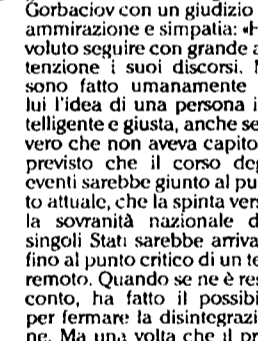 Gorbaciov con un giudizio
ammirazione e simpatia: «H
voluto seguire con grande a
tenzione i suoi discorsi. M
sono fatto umanamente
lui l'idea di una persona i
telligente e giusta, anche se
vero che non aveva capito
previsto che il corso deg
eventi sarebbe giunto al pu
to attuale, che la spinta ver
la sovranità nazionale d
singoli Stati sarebbe arriva
fino al punto critico di un te
remoto. Quando se ne è res
conto, ha fatto il possibi
per fermare la disintegrazi
ne. Ma una volta che il pr